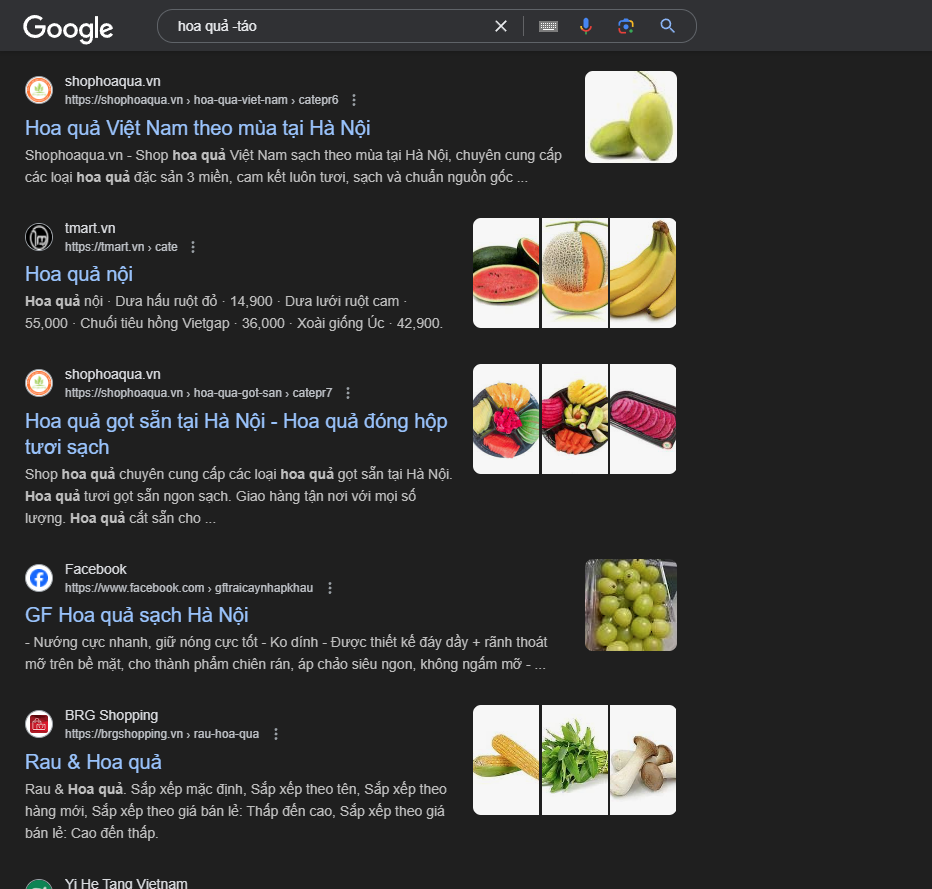 Google
hoa quả -táo
shophoaqua.vn
https://shophoaqua.vn › hoa-qua-viet-nam › catepr6
Hoa quả Việt Nam theo mùa tại Hà Nội
Shophoaqua.vn - Shop hoa quả Việt Nam sạch theo mùa tại Hà Nội, chuyên cung cấp
các loại hoa quả đặc sản 3 miền, cam kết luôn tươi, sạch và chuẩn nguồn gốc ...
tmart.vn
https://tmart.vn › cate
Hoa quả nội
Hoa quả nội · Dưa hấu ruột đỏ · 14,900 · Dưa lưới ruột cam ·
55,000 · Chuối tiêu hồng Vietgap · 36,000 · Xoài giống Úc · 42,900.
shophoaqua.vn
https://shophoaqua.vn › hoa-qua-got-san › catepr7
Hoa quả gọt sẵn tại Hà Nội - Hoa quả đóng hộp
tươi sạch
Shop hoa quả chuyên cung cấp các loại hoa quả gọt sẵn tại Hà Nội.
Hoa quả tươi gọt sẵn ngon sạch. Giao hàng tận nơi với mọi số
lượng. Hoa quả cắt sẵn cho ...
Facebook
https://www.facebook.com › gftraicaynhapkhau
GF Hoa quả sạch Hà Nội
- Nướng cực nhanh, giữ nóng cực tốt - Ko dính - Được thiết kế đáy dầy + rãnh thoát
mỡ trên bề mặt, cho thành phẩm chiên rán, áp chảo siêu ngon, không ngấm mỡ - ...
BRG Shopping
https://brgshopping.vn › rau-hoa-qua
Rau & Hoa quả
Rau & Hoa quả. Sắp xếp mặc định, Sắp xếp theo tên, Sắp xếp theo
hàng mới, Sắp xếp theo giá bán lẻ: Thấp đến cao, Sắp xếp theo giá
bán lẻ: Cao đến thấp.
Yi He Tang Vietnam